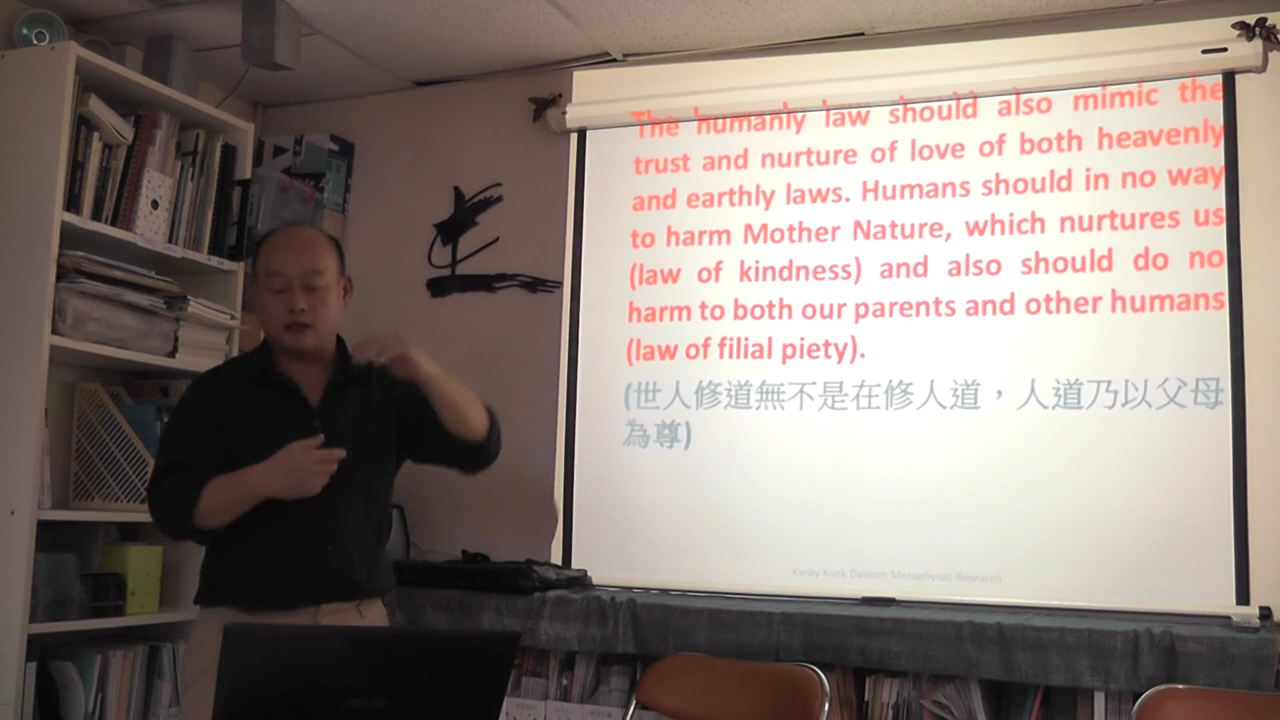 The humanly law should also mimic the
trust and nurture of love of both heavenly
and earthly laws. Humans should in no way
to harm Mother Nature, which nurtures us
(law of kindness) and also should do no
harm to both our parents and other humans
(law of filial piety).
(世人修道無不是在修人道，人道乃以父母
為尊)
Kerby Kuek Daoism Metaphysic Research